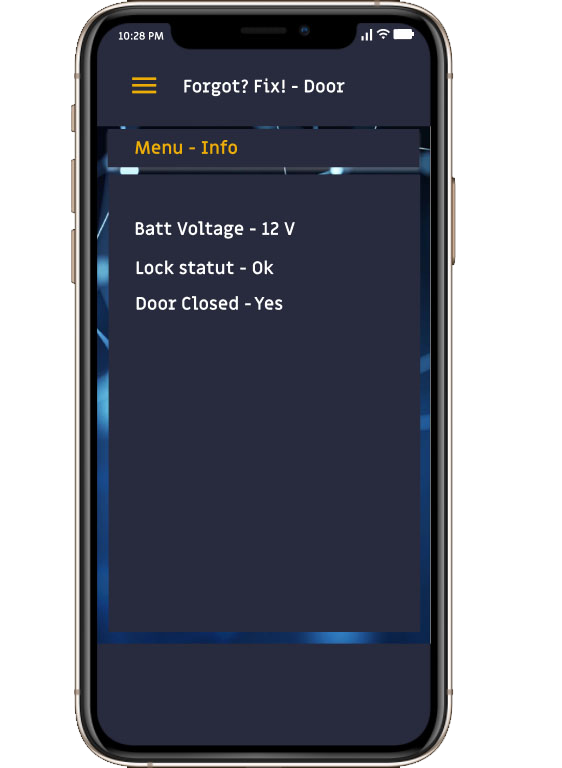 10:28 PM
Forgot? Fix! - Door
Menu - Info
Batt Voltage - 12 V
Lock statut - Ok
Door Closed - Yes